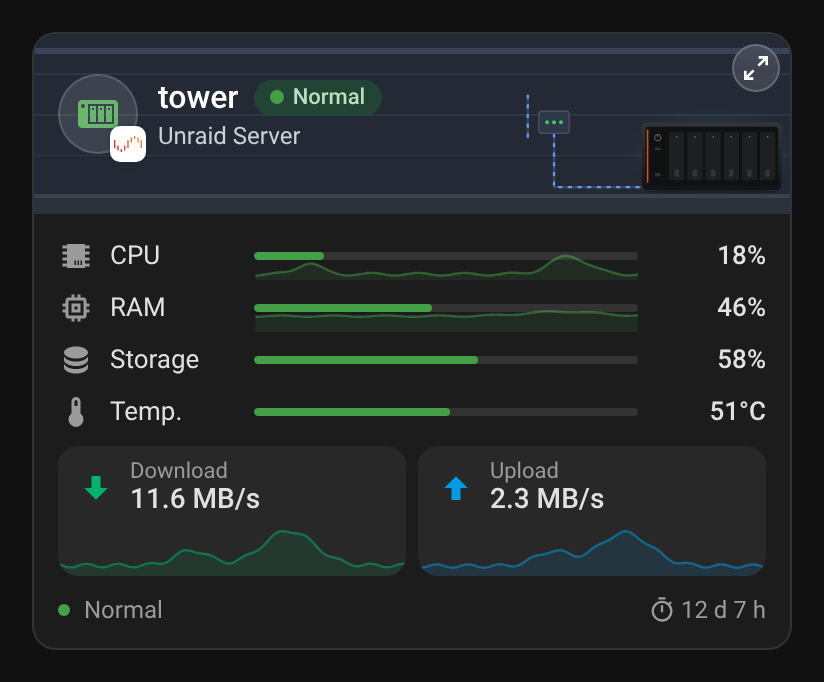 tower
Normal
Unraid Server
CPU 18%
RAM 46%
Storage 58%
Temp. 51°C
Download
11.6 MB/s
Upload
2.3 MB/s
Normal
12 d 7 h